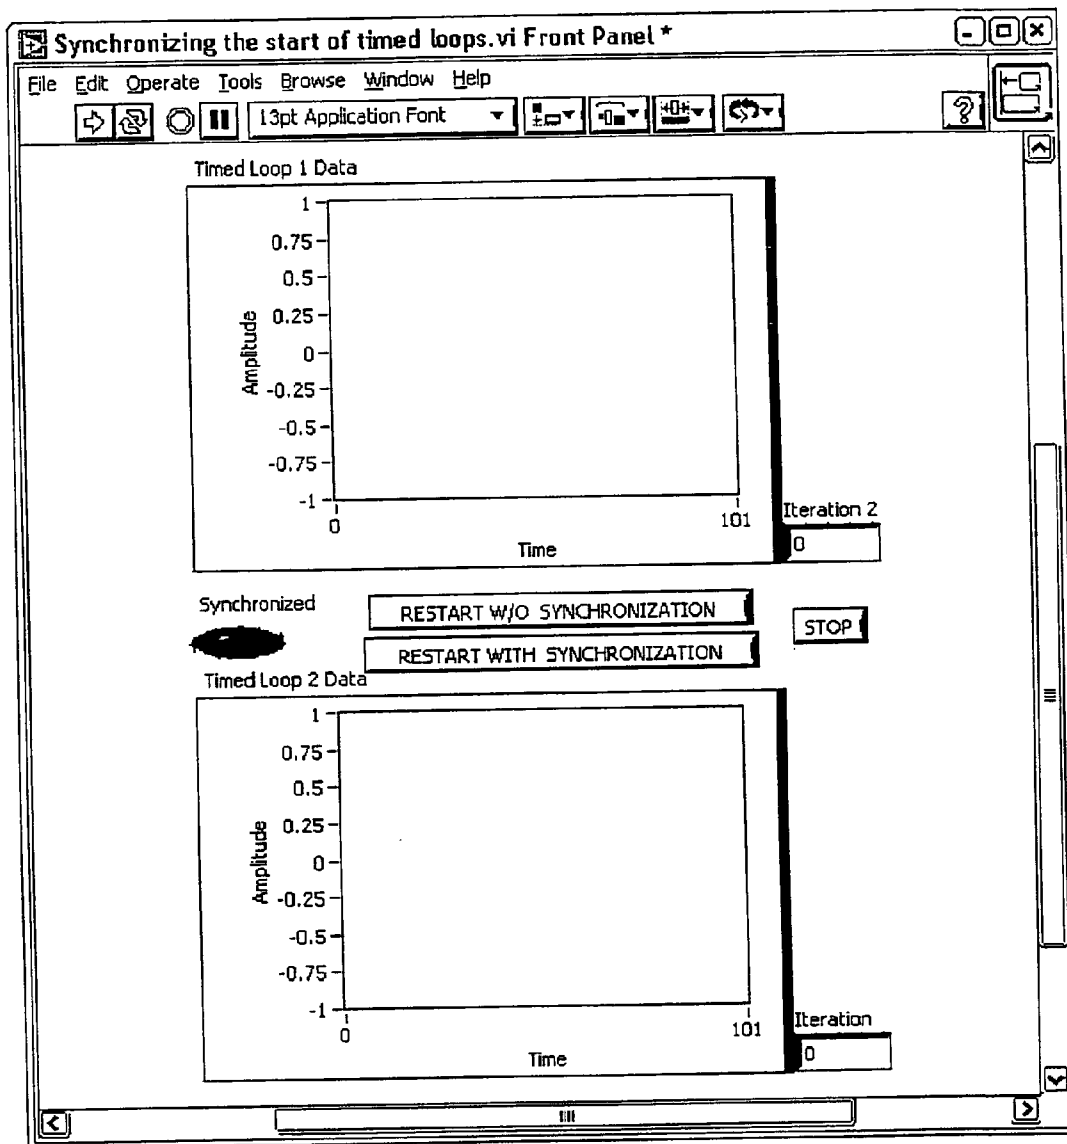 Synchronizing the start of timed loops.vi Front Panel *
File Edit Operate Tools Browse Window Help
13pt Application Font
?
Timed Loop 1 Data
1
0.75
0.5
0.25
0
-0.25
-0.5
-0.75
-1
Amplitude
0
101
Time
Iteration 2
0
Synchronized
RESTART W/O SYNCHRONIZATION
STOP
RESTART WITH SYNCHRONIZATION
Timed Loop 2 Data
1
0.75
0.5
0.25
0
-0.25
-0.5
-0.75
-1
Amplitude
0
101
Time
Iteration
0